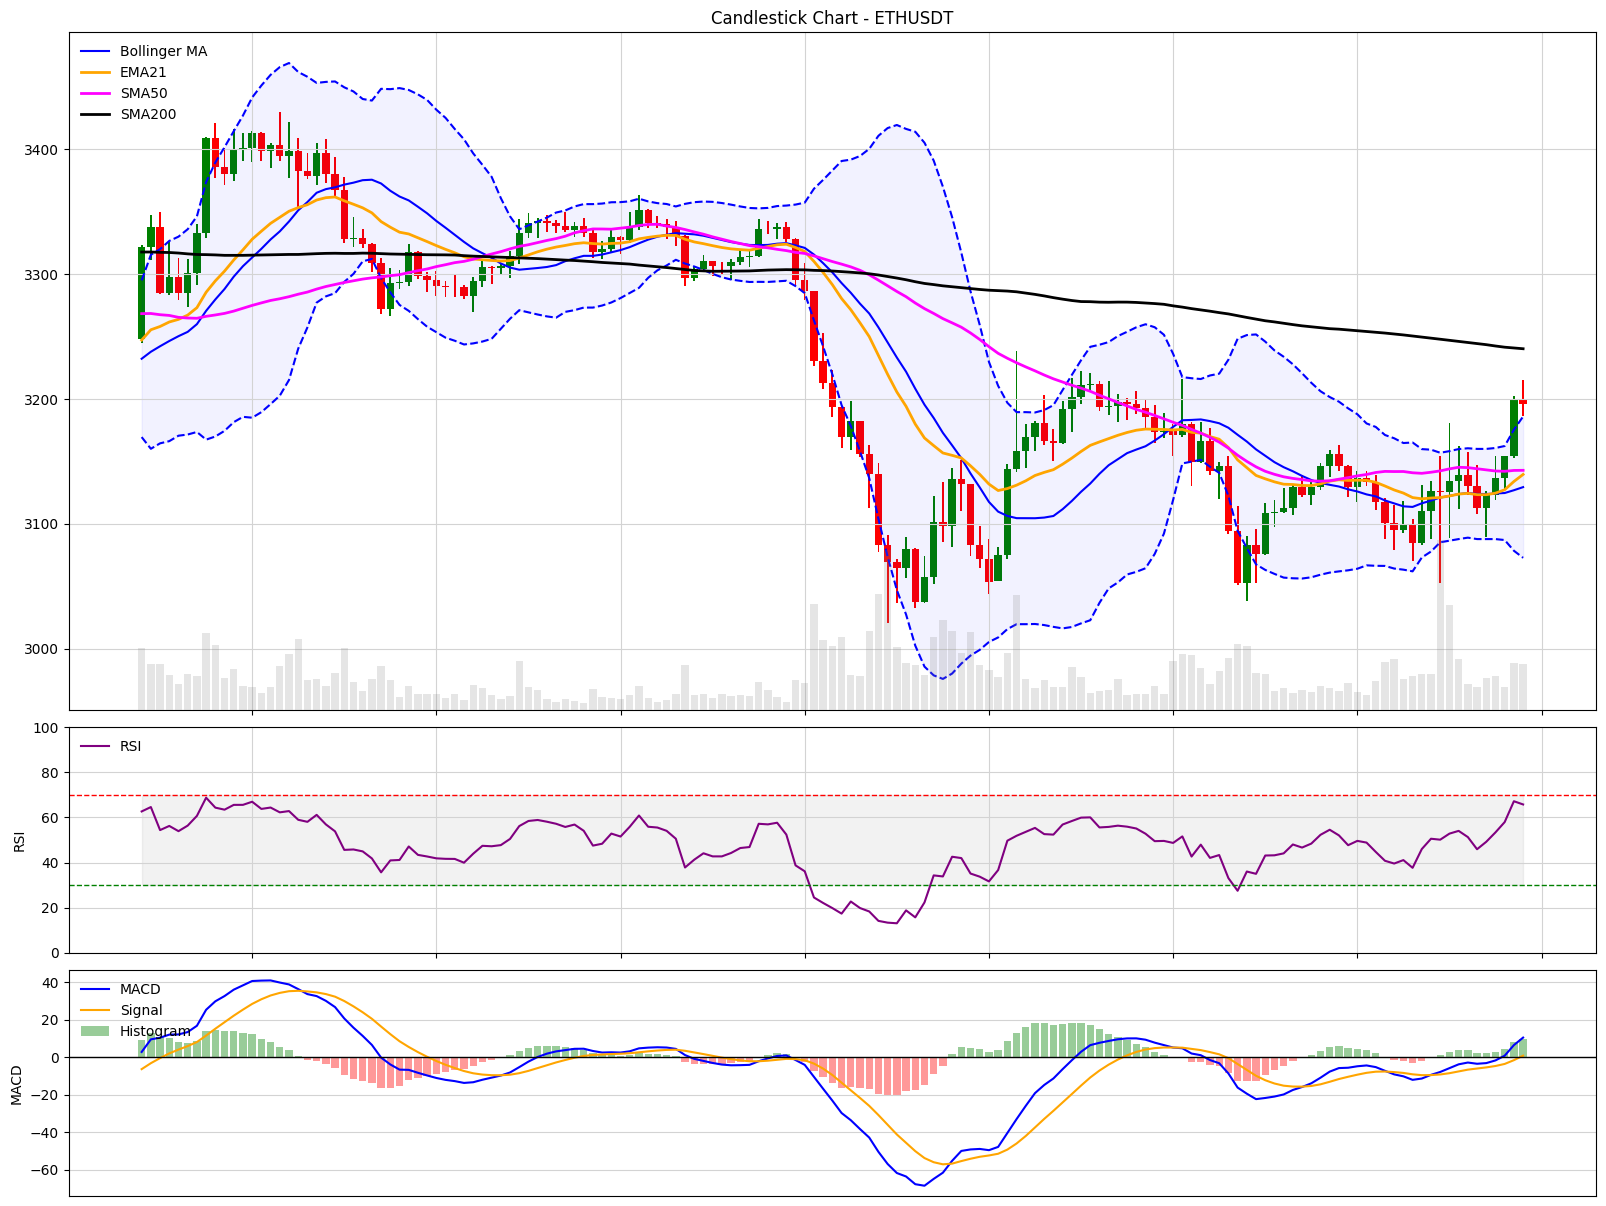 Candlestick Chart - ETHUSDT
Bollinger MA
EMA21
SMA50
SMA200
3400
3300
3200
3100
3000
100
80
60
40
20
0
RSI
RSI
40
20
0
−20
−40
−60
MACD
MACD
Signal
Histogram